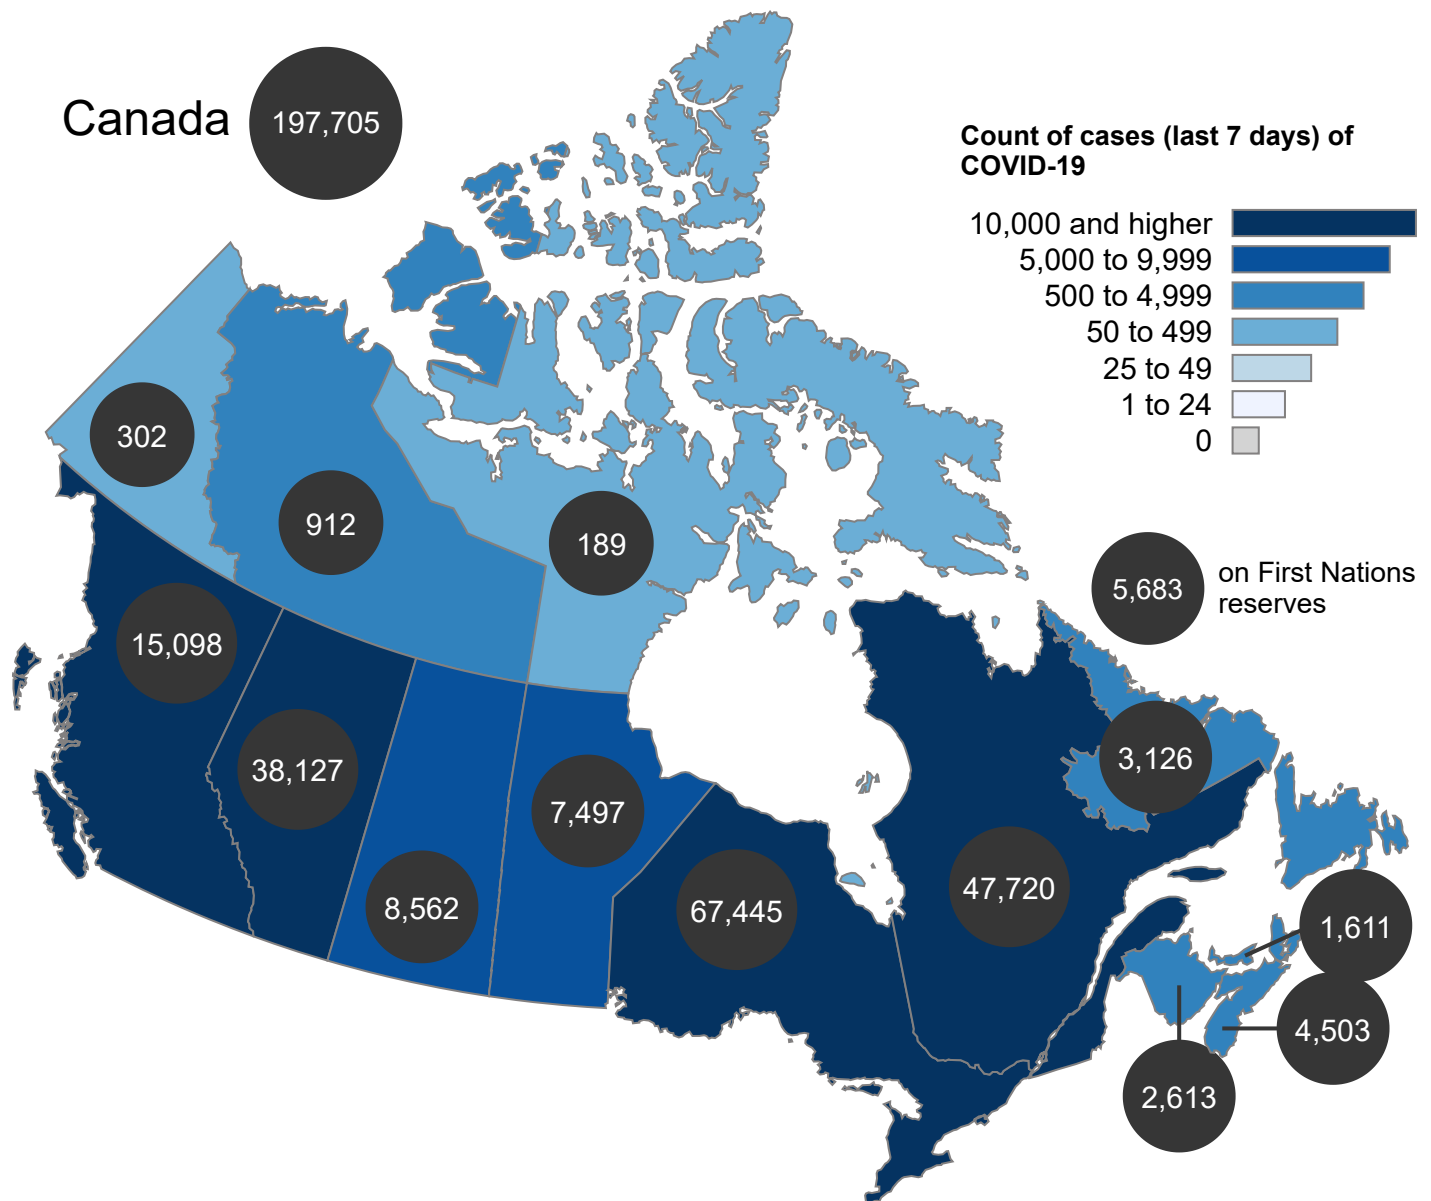 Canada
197,705
Count of cases (last 7 days) of
COVID-19
10,000 and higher
5,000 to 9,999
500 to 4,999
50 to 499
25 to 49
1 to 24
0
302
912
189
5,683
on First Nations
reserves
15,098
38,127
8,562
7,497
67,445
47,720
3,126
1,611
4,503
2,613